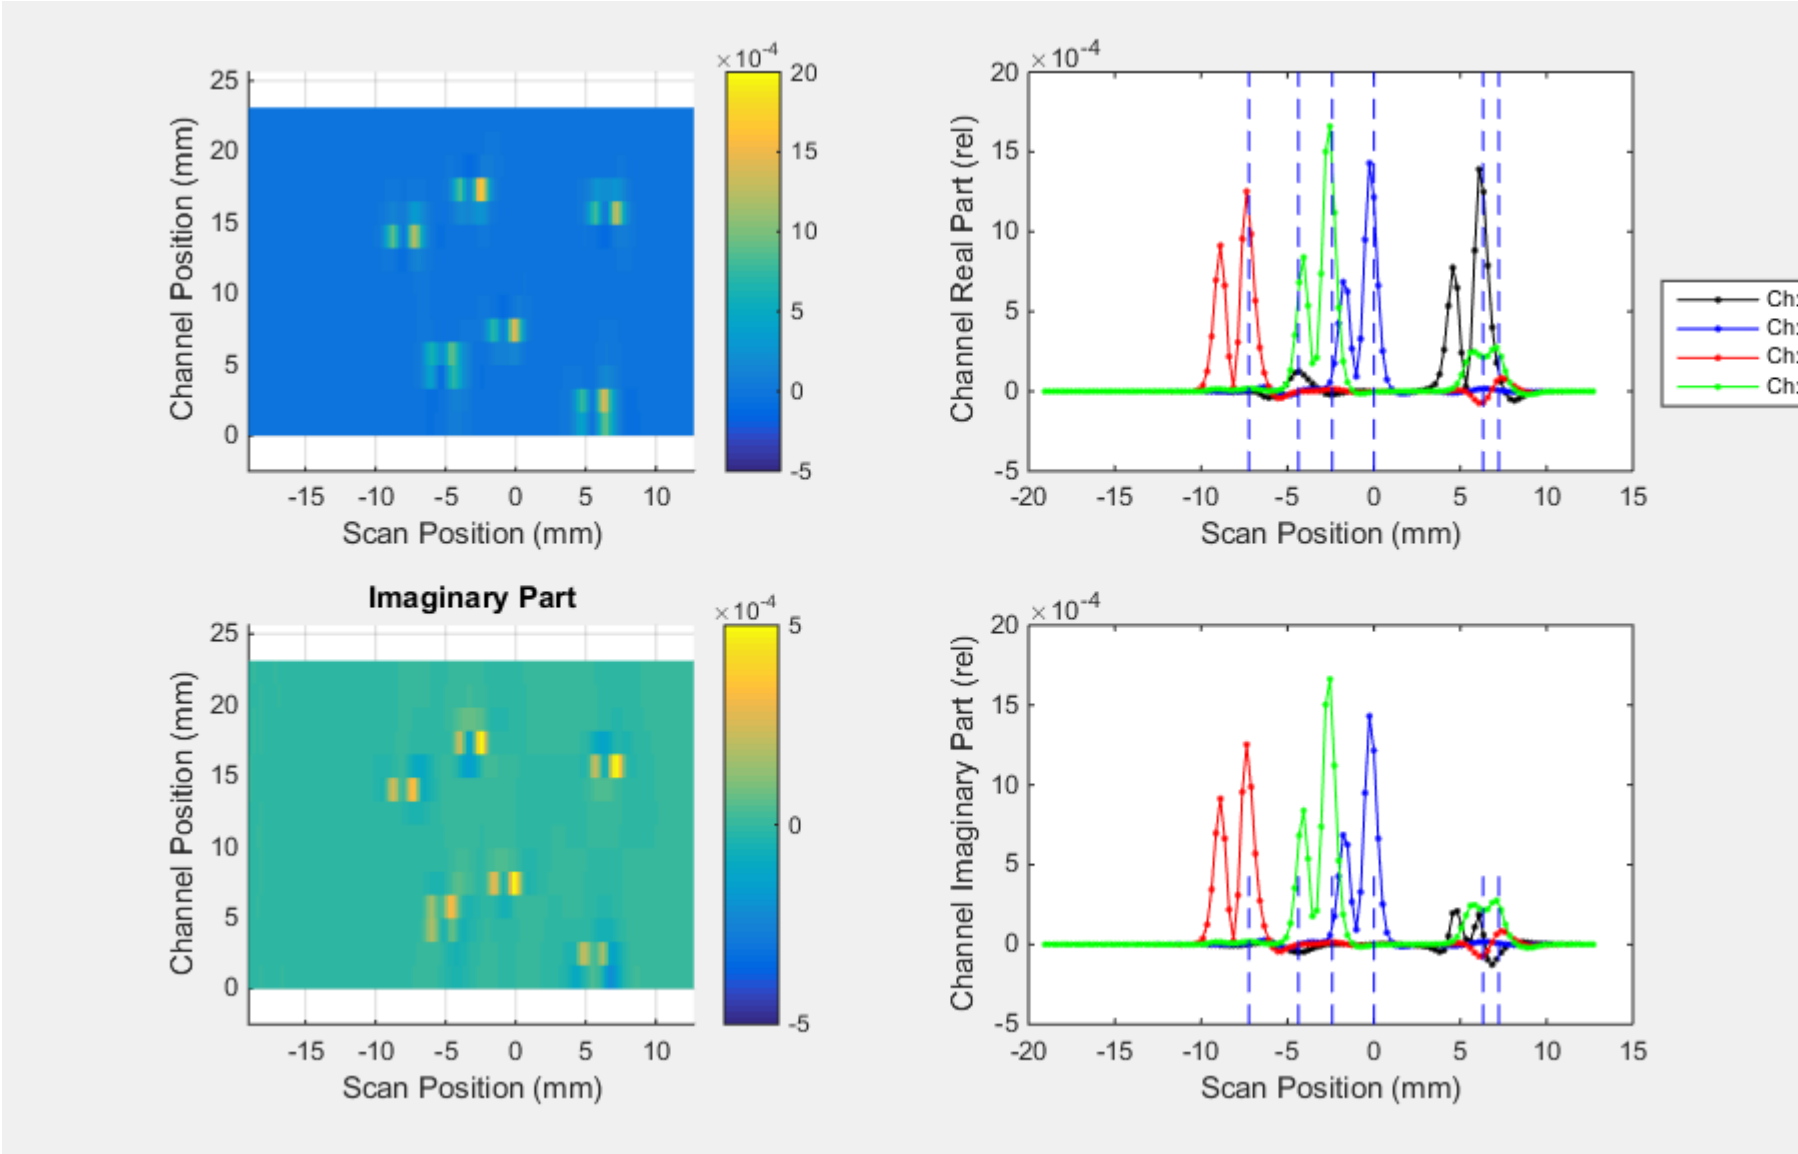 ×10-4
25
20
15
10
5
0
Channel Position (mm)
-15 -10 -5 0 5 10
Scan Position (mm)
20
15
10
5
0
-5
×10-4
20
15
10
5
0
-5
Channel Real Part (rel)
-20 -15 -10 -5 0 5 10 15
Scan Position (mm)
Ch
Ch
Ch
Ch
Imaginary Part
×10-4
25
20
15
10
5
0
Channel Position (mm)
-15 -10 -5 0 5 10
Scan Position (mm)
5
0
-5
×10-4
20
15
10
5
0
-5
Channel Imaginary Part (rel)
-20 -15 -10 -5 0 5 10 15
Scan Position (mm)